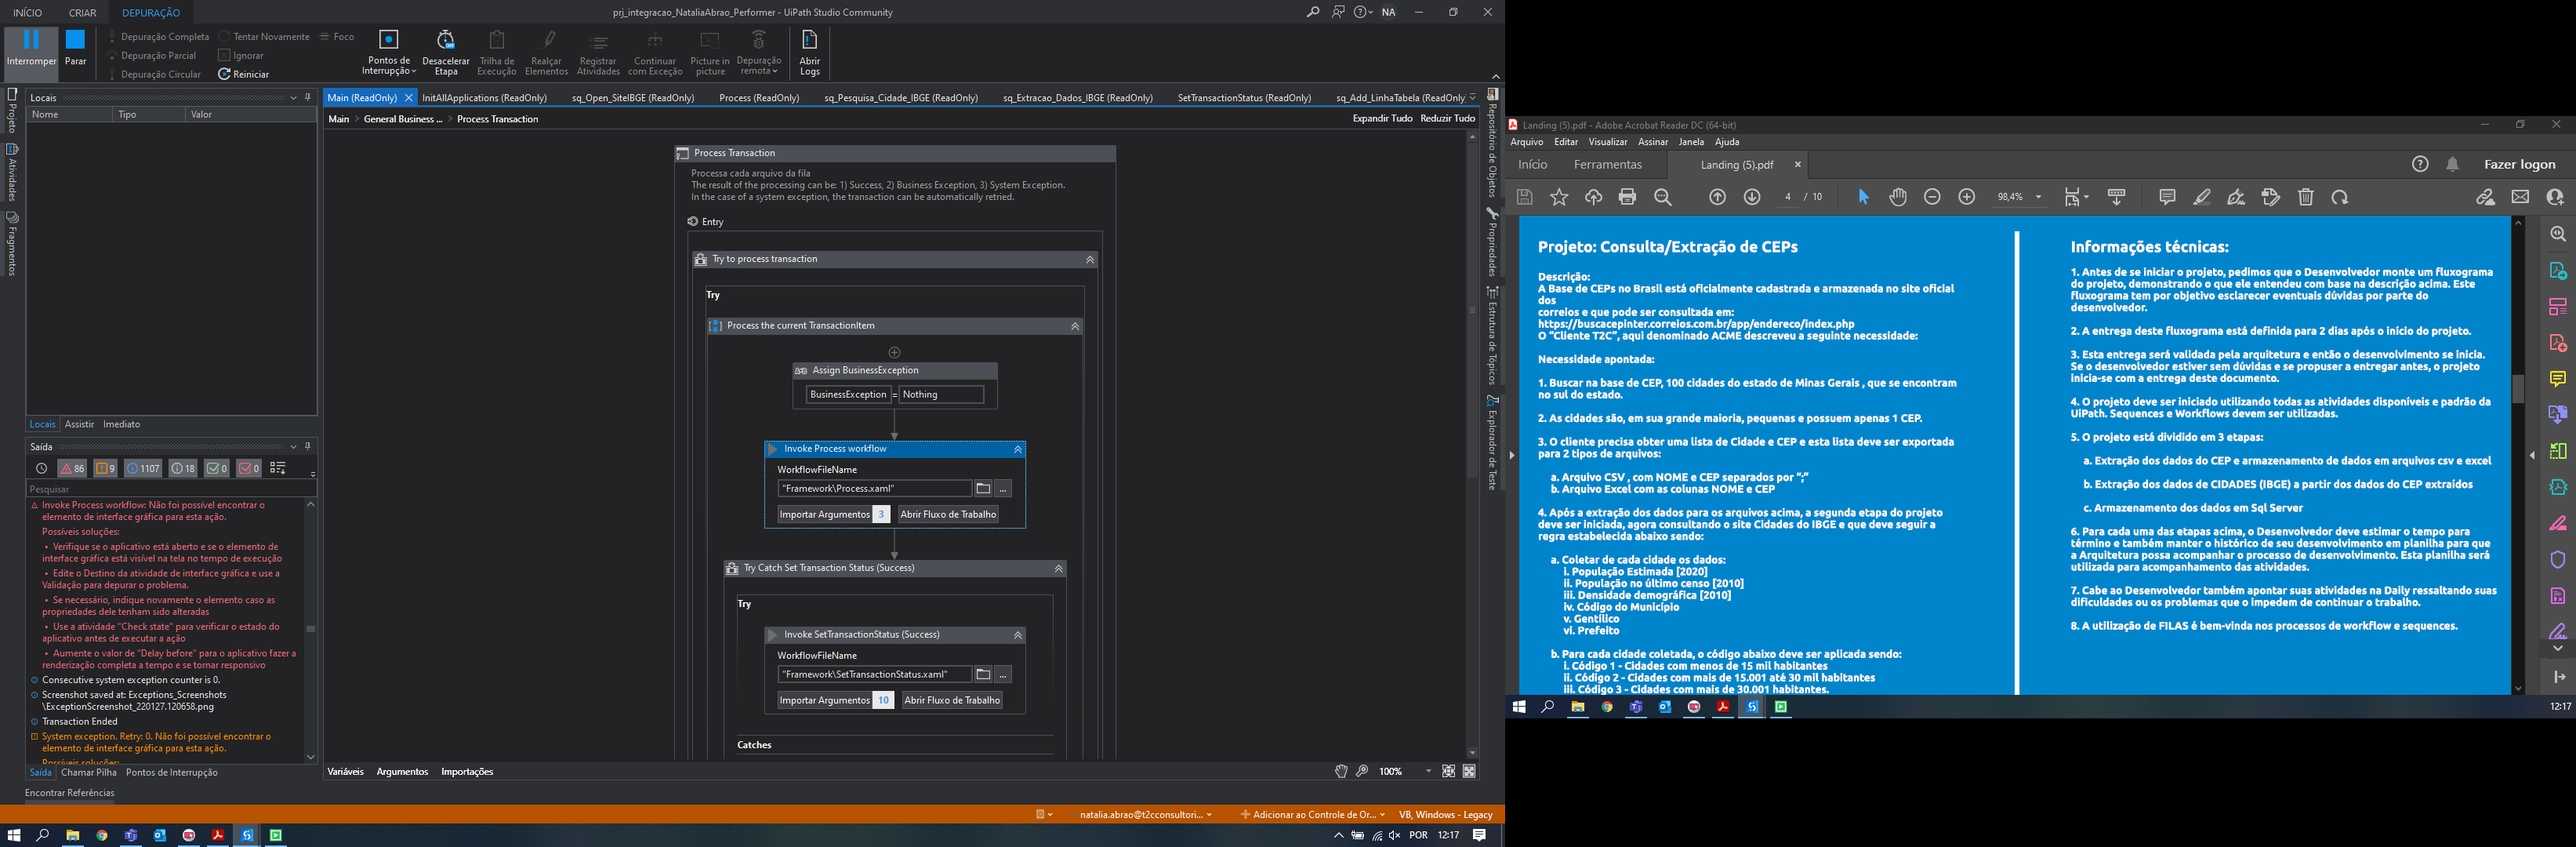 INÍCIO CRIAR DEPURAÇÃO
prj_integracao_NataliaAbrao_Performer - UiPath Studio Community
NA
Interromper
Parar
Depuração Completa
Depuração Parcial
Depuração Circular
Tentar Novamente
Ignorar
Reiniciar
Foco
Pontos de
Interrupção
Desacelerar
Etapa
Trilha de
Execução
Realçar
Elementos
Registrar
Atividades
Continuar
com Exceção
Picture in
picture
Depuração
remota
Abrir
Logs
Projeto
Atividades
Fragmentos
Locais
Nome Tipo Valor
Locais Assistir Imediato
Saída
86 9 1107 18 0 0
Pesquisar
Invoke Process workflow: Não foi possível encontrar o
elemento de interface gráfica para esta ação.
Possíveis soluções:
• Verifique se o aplicativo está aberto e se o elemento de
interface gráfica está visível na tela no tempo de execução
• Edite o Destino da atividade de interface gráfica e use a
Validação para depurar o problema.
• Se necessário, indique novamente o elemento caso as
propriedades dele tenham sido alteradas
• Use a atividade "Check state" para verificar o estado do
aplicativo antes de executar a ação
• Aumente o valor de "Delay before" para o aplicativo fazer a
renderização completa a tempo e se tornar responsivo
Consecutive system exception counter is 0.
Screenshot saved at: Exceptions_Screenshots
\ExceptionScreenshot_220127.120658.png
Transaction Ended
System exception. Retry: 0. Não foi possível encontrar o
elemento de interface gráfica para esta ação.
Possíveis soluções:
Saída Chamar Pilha Pontos de Interrupção
Encontrar Referências
Main (ReadOnly) InitAllApplications (ReadOnly) sq_Open_SiteIBGE (ReadOnly) Process (ReadOnly) sq_Pesquisa_Cidade_IBGE (ReadOnly) sq_Extracao_Dados_IBGE (ReadOnly) SetTransactionStatus (ReadOnly) sq_Add_LinhaTabela (ReadOnly)
Main > General Business ... > Process Transaction
Expandir Tudo Reduzir Tudo
Process Transaction
Processa cada arquivo da fila
The result of the processing can be: 1) Success, 2) Business Exception, 3) System Exception.
In the case of a system exception, the transaction can be automatically retried.
Entry
Try to process transaction
Try
Process the current TransactionItem
Assign BusinessException
BusinessException = Nothing
Invoke Process workflow
WorkflowFileName
"Framework\Process.xaml" ...
Importar Argumentos 3 Abrir Fluxo de Trabalho
Try Catch Set Transaction Status (Success)
Try
Invoke SetTransactionStatus (Success)
WorkflowFileName
"Framework\SetTransactionStatus.xaml" ...
Importar Argumentos 10 Abrir Fluxo de Trabalho
Catches
Variáveis Argumentos Importações
100%
Repositório de Objetos
Propriedades
Estrutura de Tópicos
Explorador de Teste
natalia.abrao@t2cconsultori...
Adicionar ao Controle de Or...
VB, Windows - Legacy
POR 12:17
Landing (5).pdf - Adobe Acrobat Reader DC (64-bit)
Arquivo Editar Visualizar Assinar Janela Ajuda
Início Ferramentas Landing (5).pdf × Fazer logon
4 / 10
98,4%
Projeto: Consulta/Extração de CEPs
Descrição:
A Base de CEPs no Brasil está oficialmente cadastrada e armazenada no site oficial
dos
correios e que pode ser consultada em:
https://buscacepinter.correios.com.br/app/endereco/index.php
O “Cliente T2C”, aqui denominado ACME descreveu a seguinte necessidade:
Necessidade apontada:
1. Buscar na base de CEP, 100 cidades do estado de Minas Gerais , que se encontram
no sul do estado.
2. As cidades são, em sua grande maioria, pequenas e possuem apenas 1 CEP.
3. O cliente precisa obter uma lista de Cidade e CEP e esta lista deve ser exportada
para 2 tipos de arquivos:
a. Arquivo CSV , com NOME e CEP separados por “;”
b. Arquivo Excel com as colunas NOME e CEP
4. Após a extração dos dados para os arquivos acima, a segunda etapa do projeto
deve ser iniciada, agora consultando o site Cidades do IBGE e que deve seguir a
regra estabelecida abaixo sendo:
a. Coletar de cada cidade os dados:
i. População Estimada [2020]
ii. População no último censo [2010]
iii. Densidade demográfica [2010]
iv. Código do Município
v. Gentílico
vi. Prefeito
b. Para cada cidade coletada, o código abaixo deve ser aplicada sendo:
i. Código 1 - Cidades com menos de 15 mil habitantes
ii. Código 2 - Cidades com mais de 15.001 até 30 mil habitantes
iii. Código 3 - Cidades com mais de 30.001 habitantes.
Informações técnicas:
1. Antes de se iniciar o projeto, pedimos que o Desenvolvedor monte um fluxograma
do projeto, demonstrando o que ele entendeu com base na descrição acima. Este
fluxograma tem por objetivo esclarecer eventuais dúvidas por parte do
desenvolvedor.
2. A entrega deste fluxograma está definida para 2 dias após o início do projeto.
3. Esta entrega será validada pela arquitetura e então o desenvolvimento se inicia.
Se o desenvolvedor estiver sem dúvidas e se propuser a entregar antes, o projeto
inicia-se com a entrega deste documento.
4. O projeto deve ser iniciado utilizando todas as atividades disponíveis e padrão da
UiPath. Sequences e Workflows devem ser utilizadas.
5. O projeto está dividido em 3 etapas:
a. Extração dos dados do CEP e armazenamento de dados em arquivos csv e excel
b. Extração dos dados de CIDADES (IBGE) a partir dos dados do CEP extraídos
c. Armazenamento dos dados em Sql Server
6. Para cada uma das etapas acima, o Desenvolvedor deve estimar o tempo para
término e também manter o histórico de seu desenvolvimento em planilha para que
a Arquitetura possa acompanhar o processo de desenvolvimento. Esta planilha será
utilizada para acompanhamento das atividades.
7. Cabe ao Desenvolvedor também apontar suas atividades na Daily ressaltando suas
dificuldades ou os problemas que o impedem de continuar o trabalho.
8. A utilização de FILAS é bem-vinda nos processos de workflow e sequences.
12:17